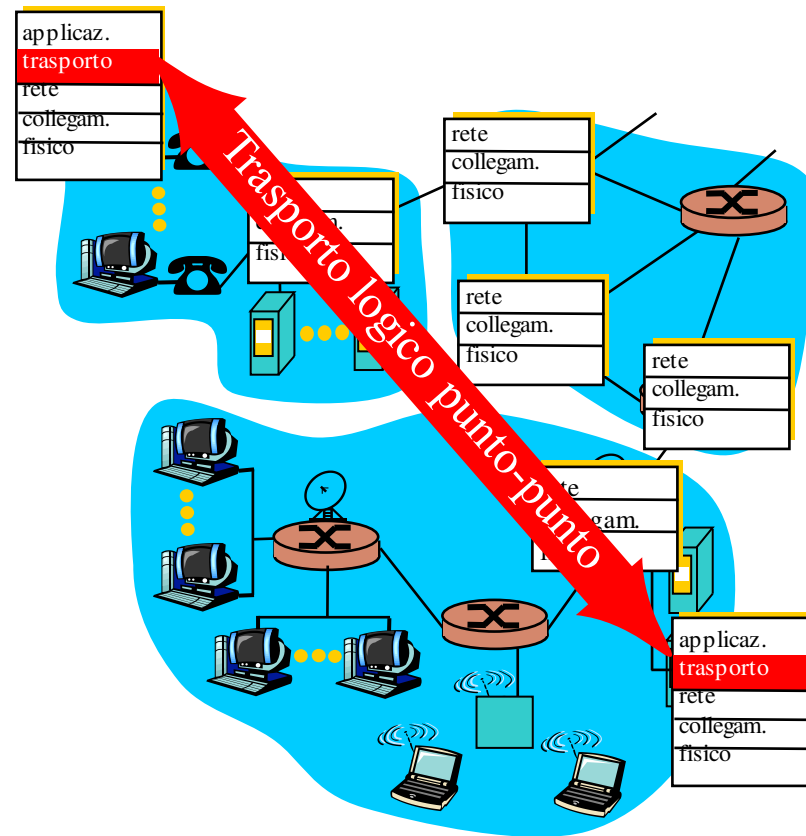 applicaz.
trasporto
rete
collegam.
fisico
rete
collegam.
fisico
Trasporto logico punto-punto
rete
collegam.
fisico
rete
collegam.
fisico
applicaz.
trasporto
rete
collegam.
fisico